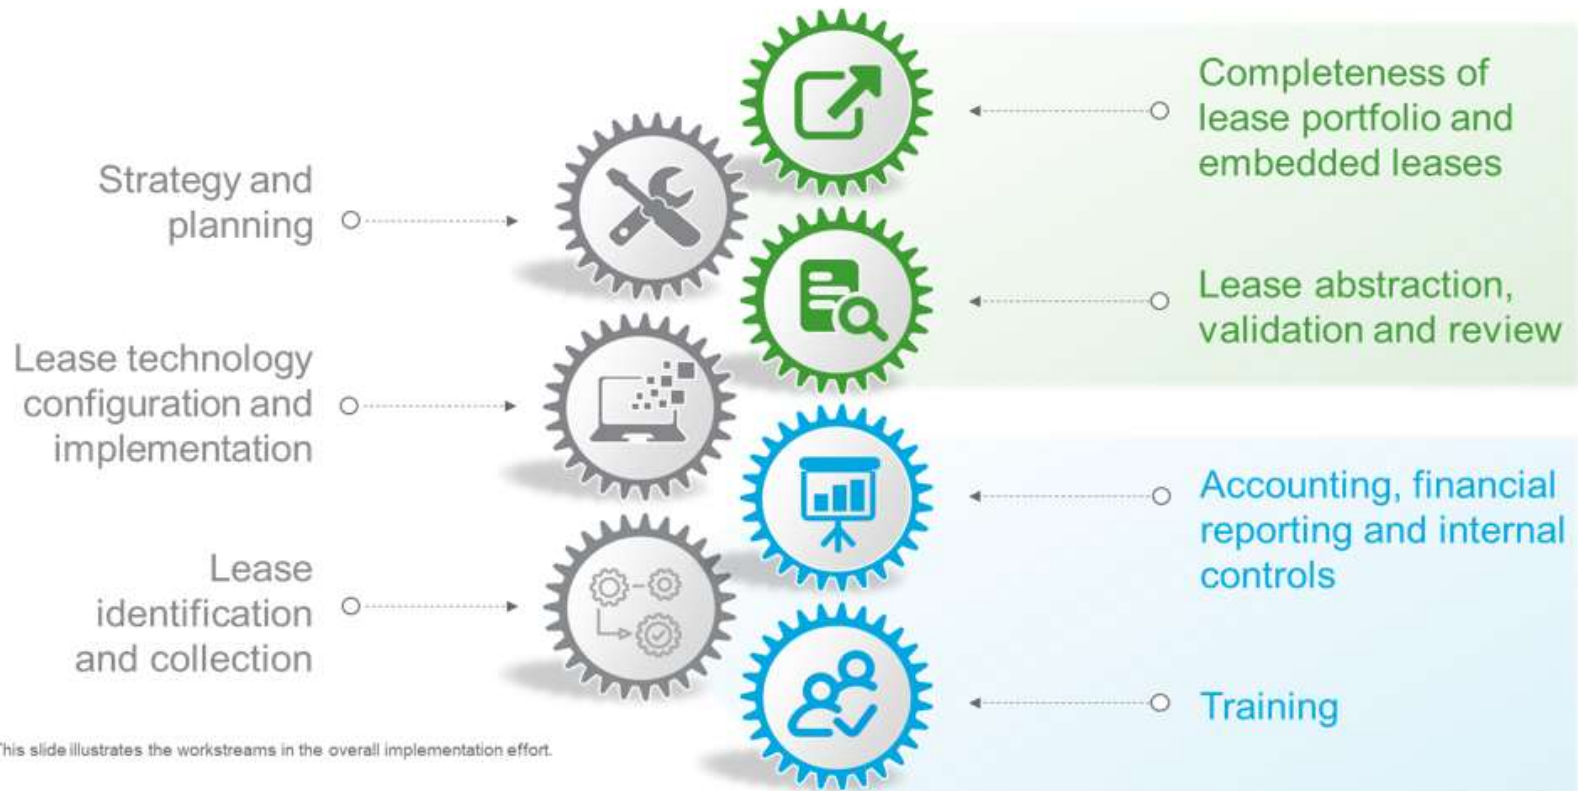 Strategy and
planning
Lease technology
configuration and
implementation
Lease
identification
and collection
Completeness of
lease portfolio and
embedded leases
Lease abstraction,
validation and review
Accounting, financial
reporting and internal
controls
Training
This slide illustrates the workstreams in the overall implementation effort.